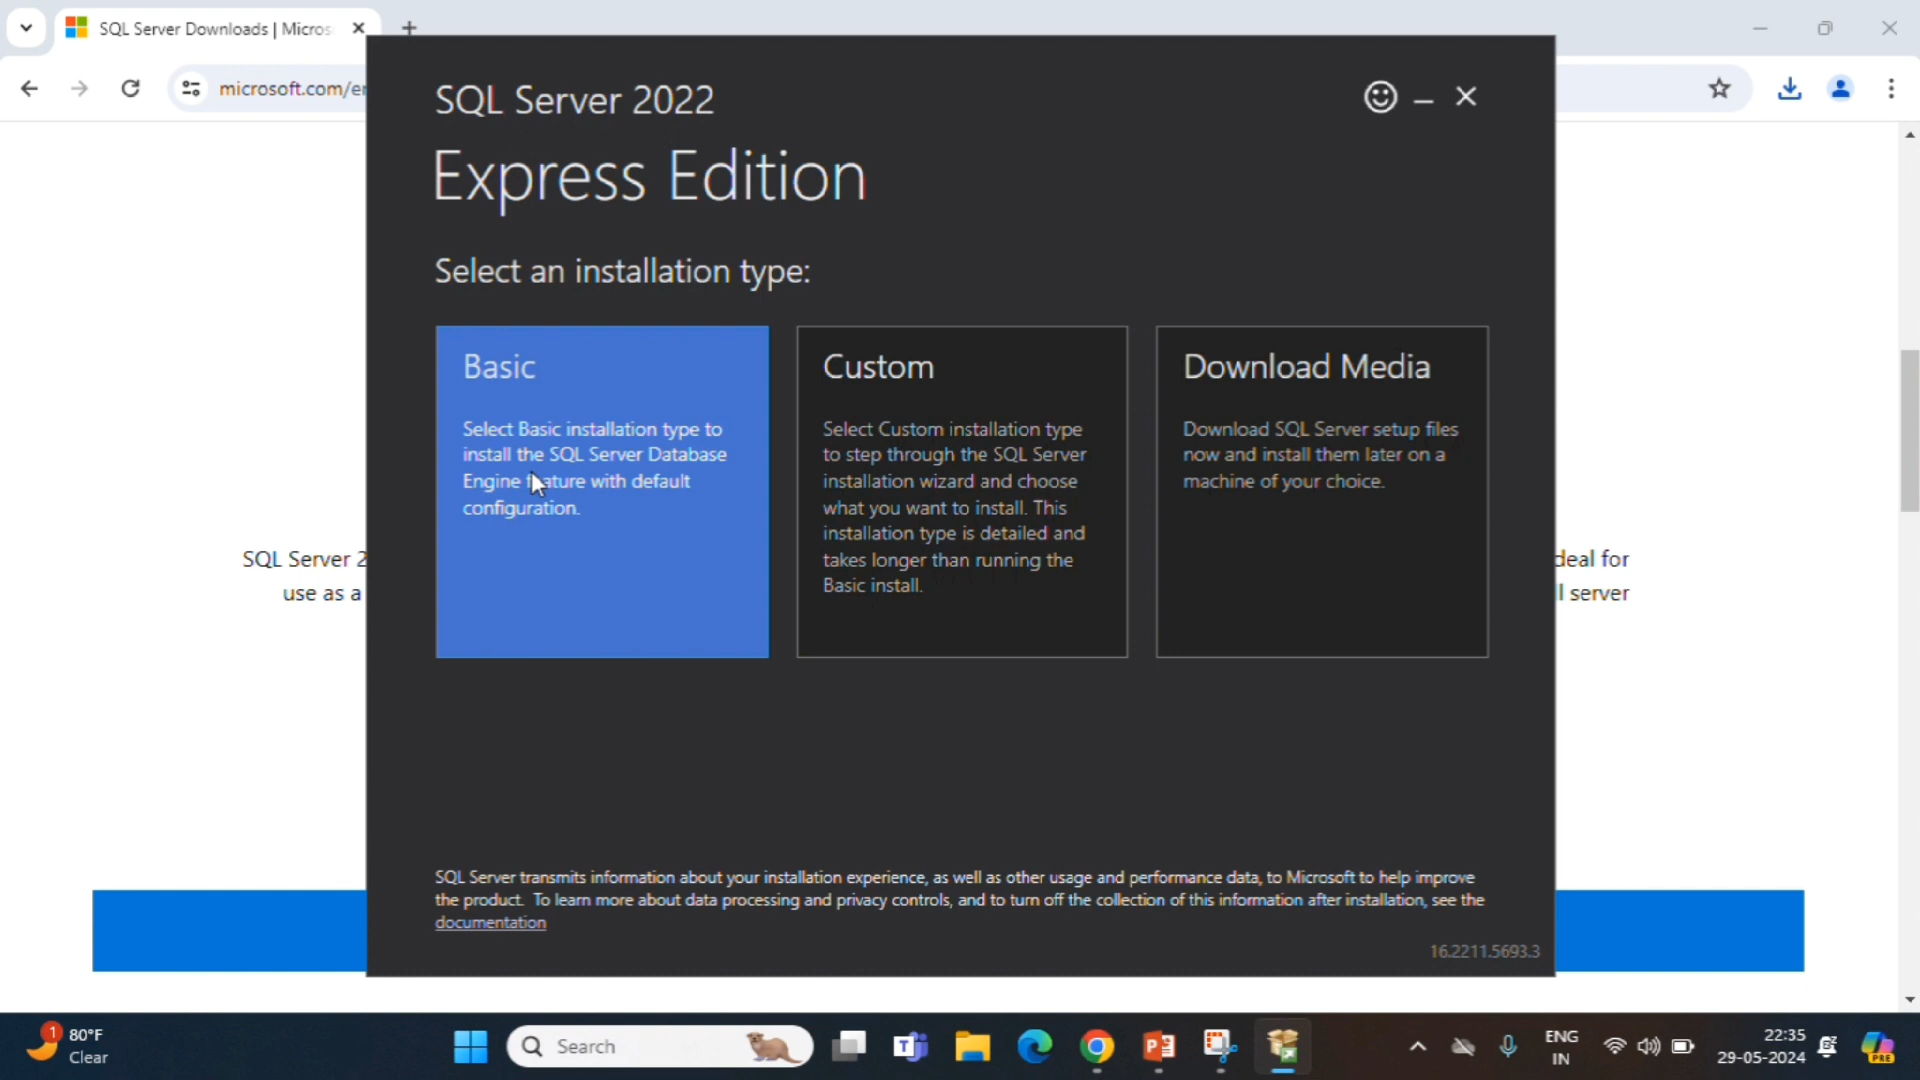 SQL Server Downloads | Micros
microsoft.com/e
SQL Server 2022
Express Edition
Select an installation type:
Basic
Select Basic installation type to
install the SQL Server Database
Engine feature with default
configuration.
Custom
Select Custom installation type
to step through the SQL Server
installation wizard and choose
what you want to install. This
installation type is detailed and
takes longer than running the
Basic install.
Download Media
Download SQL Server setup files
now and install them later on a
machine of your choice.
SQL Server 2
use as a
deal for
l server
SQL Server transmits information about your installation experience, as well as other usage and performance data, to Microsoft to help improve
the product. To learn more about data processing and privacy controls, and to turn off the collection of this information after installation, see the
documentation
16.2211.5693.3
1
80°F
Clear
Search
ENG
IN
22:35
29-05-2024
PRE